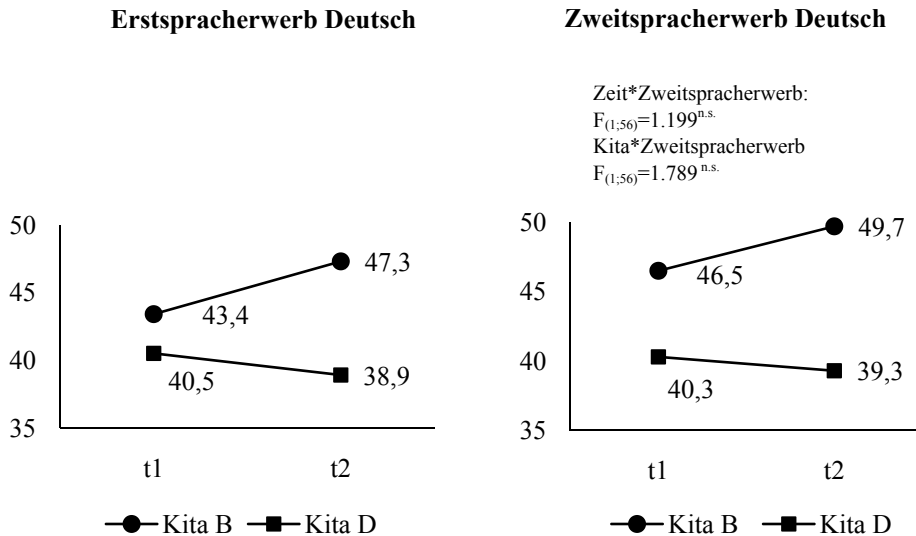 Erstspracherwerb Deutsch
50
45
40
35
47,3
43,4
40,5
38,9
t1 t2
Kita B Kita D
Zweitspracherwerb Deutsch
Zeit*Zweitspracherwerb:
F(1;56)=1.199n.s.
Kita*Zweitspracherwerb
F(1;56)=1.789 n.s.
50
45
40
35
49,7
46,5
40,3
39,3
t1 t2
Kita B Kita D